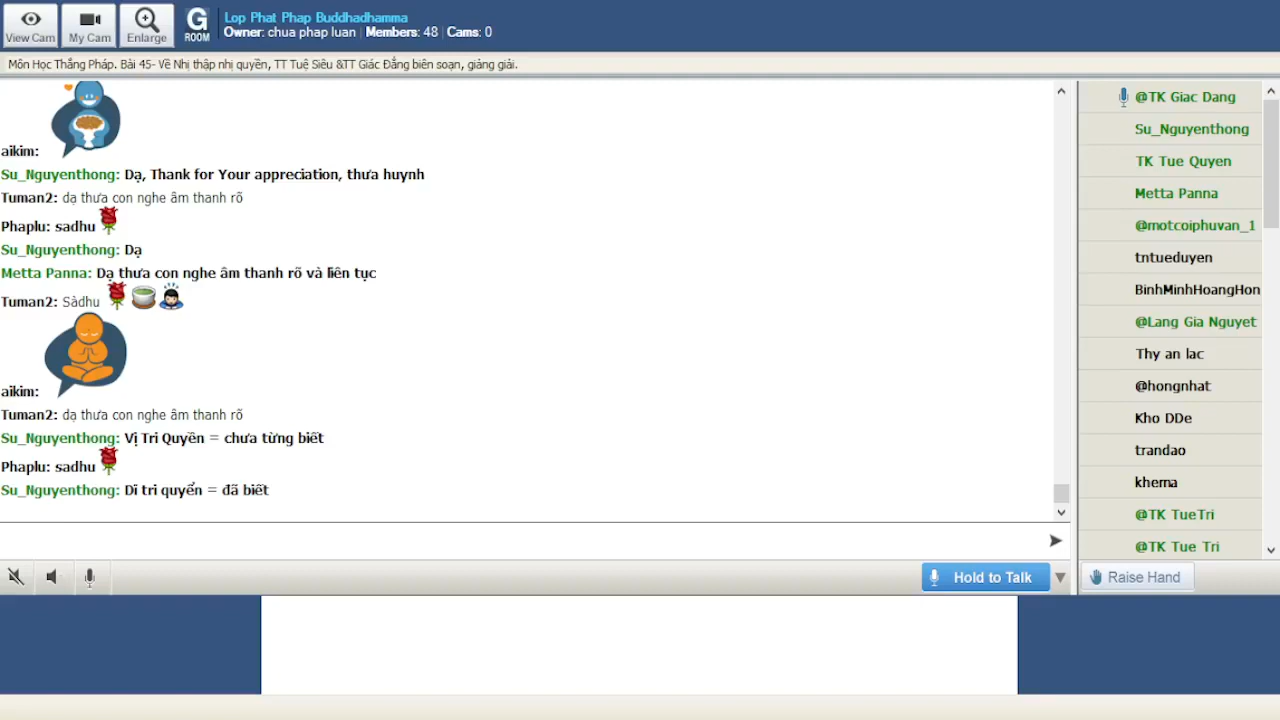 View Cam
My Cam
Enlarge
G
ROOM
Lop Phat Phap Buddhadhamma
Owner: chua phap luan | Members: 48 | Cams: 0
Môn Học Thắng Pháp. Bài 45- Về Nhị thập nhị quyền, TT Tuệ Siêu &TT Giác Đẳng biên soạn, giảng giải.
aikim:
Su_Nguyenthong: Dạ, Thank for Your appreciation, thưa huynh
Tuman2: dạ thưa con nghe âm thanh rõ
Phaplu: sadhu
Su_Nguyenthong: Dạ
Metta Panna: Dạ thưa con nghe âm thanh rõ và liên tục
Tuman2: Sàdhu
aikim:
Tuman2: dạ thưa con nghe âm thanh rõ
Su_Nguyenthong: Vị Tri Quyền = chưa từng biết
Phaplu: sadhu
Su_Nguyenthong: Dĩ tri quyển = đã biết
@TK Giac Dang
Su_Nguyenthong
TK Tue Quyen
Metta Panna
@motcoiphuvan_1
tntueduyen
BinhMinhHoangHon
@Lang Gia Nguyet
Thy an lac
@hongnhat
Kho DDe
trandao
khema
@TK TueTri
@TK Tue Tri
Hold to Talk
Raise Hand